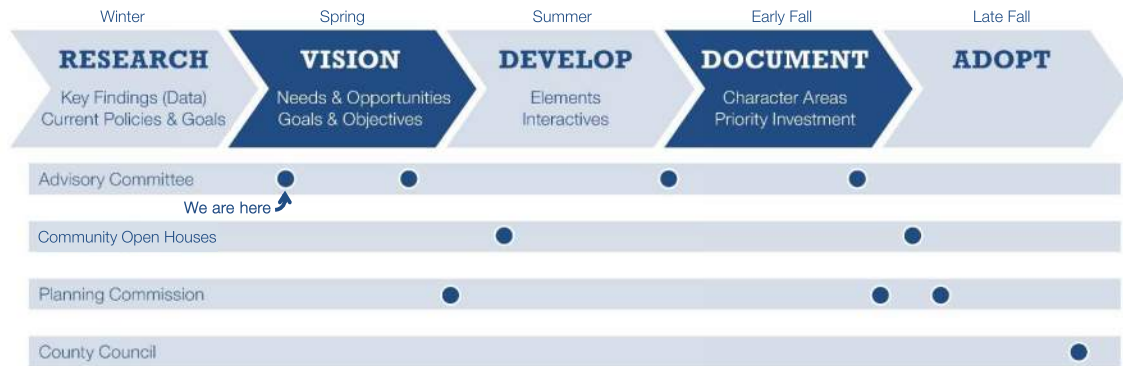 Winter
Spring
Summer
Early Fall
Late Fall
RESEARCH
Key Findings (Data)
Current Policies & Goals
VISION
Needs & Opportunities
Goals & Objectives
DEVELOP
Elements
Interactives
DOCUMENT
Character Areas
Priority Investment
ADOPT
Advisory Committee
We are here
Community Open Houses
Planning Commission
County Council